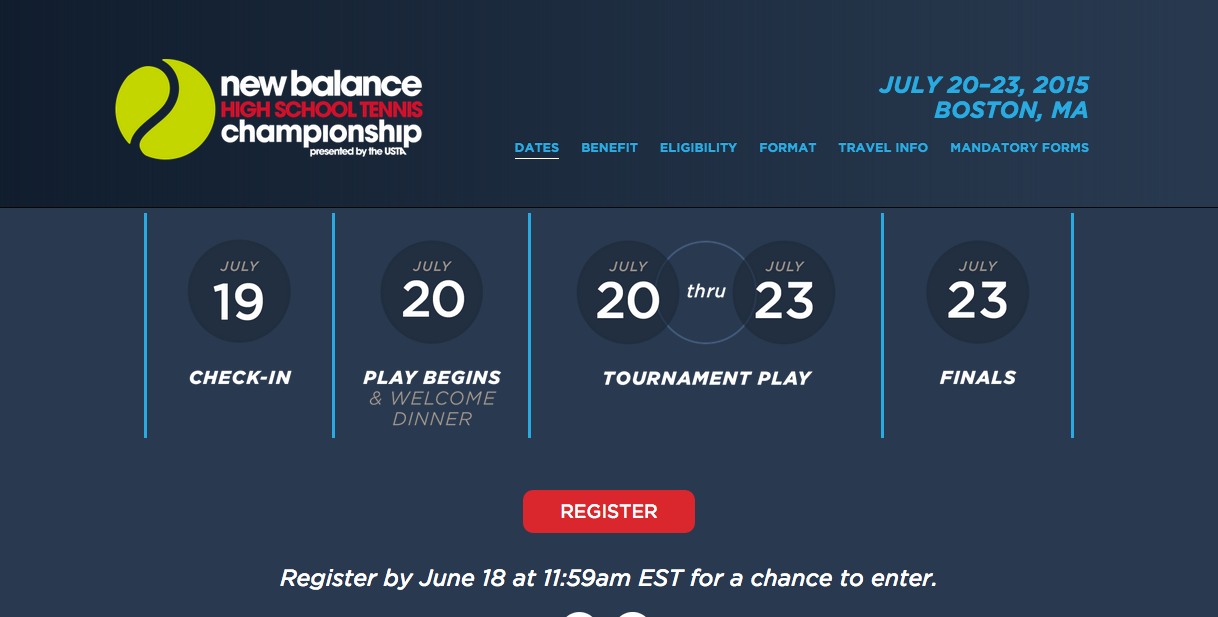 new balance
HIGH SCHOOL TENNIS
championship
presented by the USTA
JULY 20–23, 2015
BOSTON, MA
DATES BENEFIT ELIGIBILITY FORMAT TRAVEL INFO MANDATORY FORMS
JULY
19
CHECK-IN
JULY
20
PLAY BEGINS
& WELCOME
DINNER
JULY
20
thru
JULY
23
TOURNAMENT PLAY
JULY
23
FINALS
REGISTER
Register by June 18 at 11:59am EST for a chance to enter.